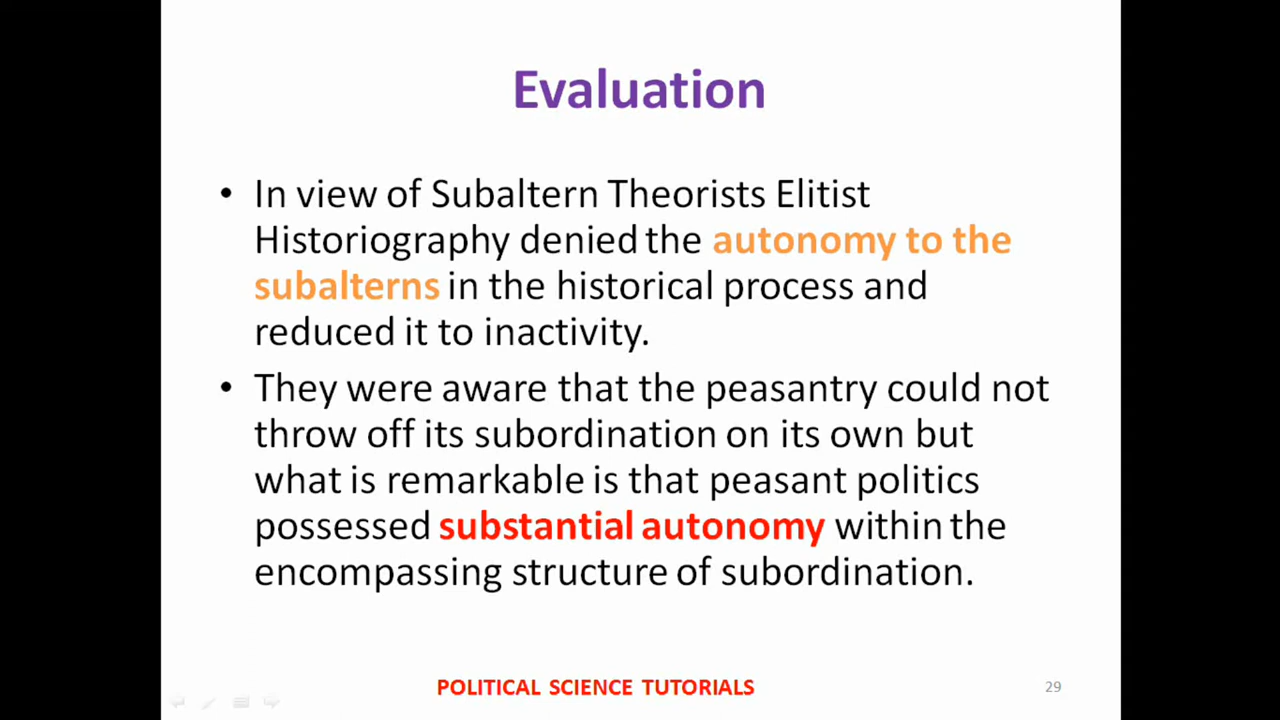 Evaluation
• In view of Subaltern Theorists Elitist
Historiography denied the autonomy to the
subalterns in the historical process and
reduced it to inactivity.
• They were aware that the peasantry could not
throw off its subordination on its own but
what is remarkable is that peasant politics
possessed substantial autonomy within the
encompassing structure of subordination.
POLITICAL SCIENCE TUTORIALS
29